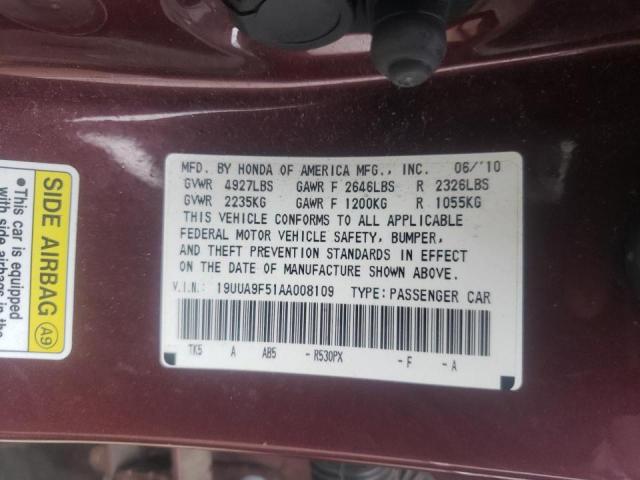 MFD. BY HONDA OF AMERICA MFG., INC. 06/'10
GVWR 4927LBS GAWR F 2646LBS R 2326LBS
GVWR 2235KG GAWR F 1200KG R 1055KG
THIS VEHICLE CONFORMS TO ALL APPLICABLE
FEDERAL MOTOR VEHICLE SAFETY, BUMPER,
AND THEFT PREVENTION STANDARDS IN EFFECT
ON THE DATE OF MANUFACTURE SHOWN ABOVE.
V.I.N.: 19UUA9F51AA008109 TYPE: PASSENGER CAR
TK5 A AB5 - R530PX - F - A
SIDE AIRBAG A9
•This car is equipped
with side airbags in the